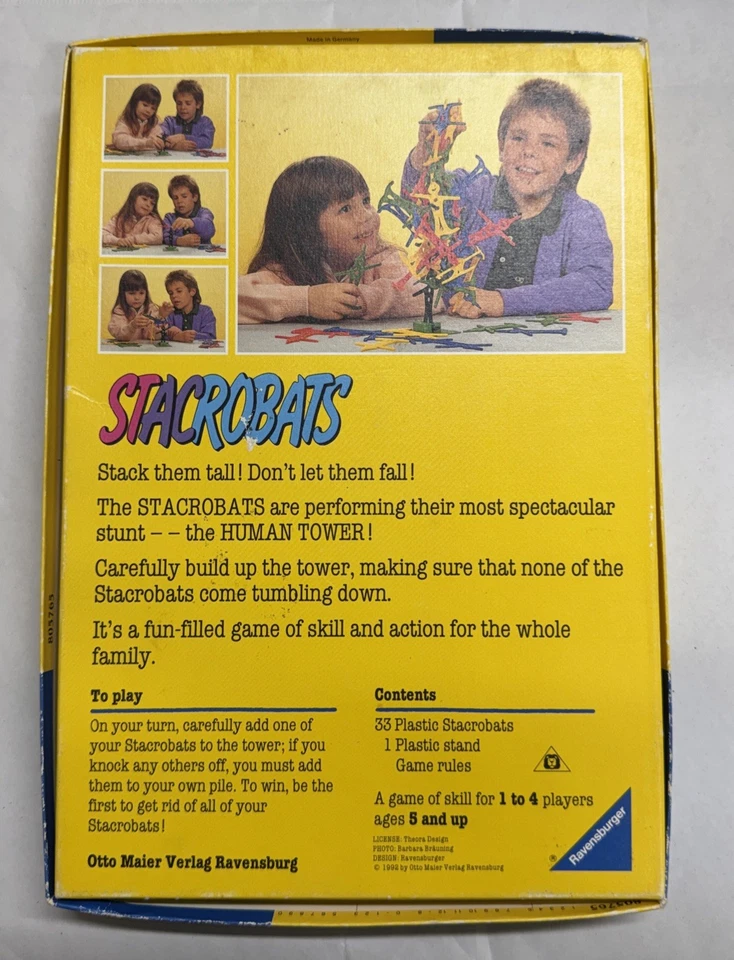 Made in Germany
STACROBATS
Stack them tall! Don't let them fall!
The STACROBATS are performing their most spectacular
stunt – – the HUMAN TOWER!
Carefully build up the tower, making sure that none of the
Stacrobats come tumbling down.
It's a fun-filled game of skill and action for the whole
family.
To play
On your turn, carefully add one of
your Stacrobats to the tower; if you
knock any others off, you must add
them to your own pile. To win, be the
first to get rid of all of your
Stacrobats!
Otto Maier Verlag Ravensburg
Contents
33 Plastic Stacrobats
1 Plastic stand
Game rules
A game of skill for 1 to 4 players
ages 5 and up
LICENSE: Theora Design
PHOTO: Barbara Bräuning
DESIGN: Ravensburger
© 1992 by Otto Maier Verlag Ravensburg
® Ravensburger
803763